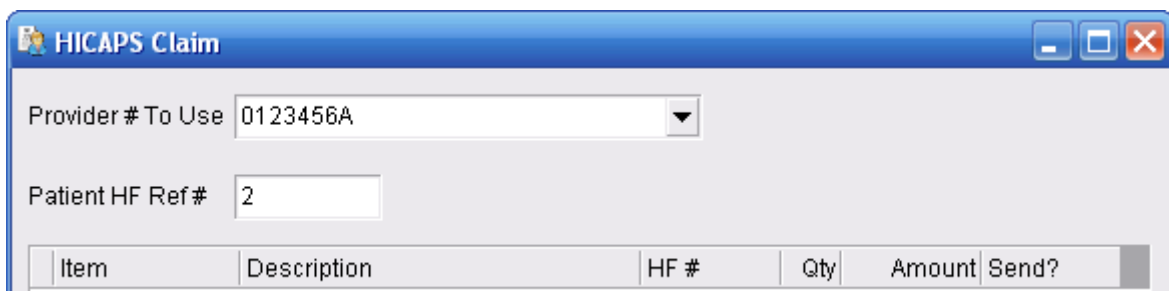 HICAPS Claim
Provider # To Use 0123456A
Patient HF Ref # 2
Item Description HF # Qty Amount Send?